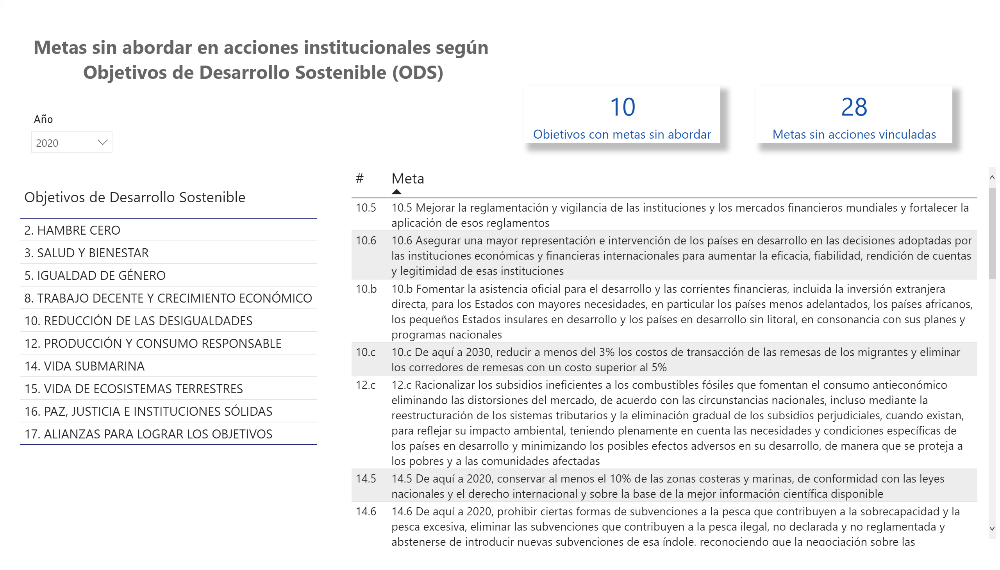 Metas sin abordar en acciones institucionales según
Objetivos de Desarrollo Sostenible (ODS)
10
Objetivos con metas sin abordar
28
Metas sin acciones vinculadas
Año
2020
Objetivos de Desarrollo Sostenible
2. HAMBRE CERO
3. SALUD Y BIENESTAR
5. IGUALDAD DE GÉNERO
8. TRABAJO DECENTE Y CRECIMIENTO ECONÓMICO
10. REDUCCIÓN DE LAS DESIGUALDADES
12. PRODUCCIÓN Y CONSUMO RESPONSABLE
14. VIDA SUBMARINA
15. VIDA DE ECOSISTEMAS TERRESTRES
16. PAZ, JUSTICIA E INSTITUCIONES SÓLIDAS
17. ALIANZAS PARA LOGRAR LOS OBJETIVOS
# Meta
10.5 10.5 Mejorar la reglamentación y vigilancia de las instituciones y los mercados financieros mundiales y fortalecer la
aplicación de esos reglamentos
10.6 10.6 Asegurar una mayor representación e intervención de los países en desarrollo en las decisiones adoptadas por
las instituciones económicas y financieras internacionales para aumentar la eficacia, fiabilidad, rendición de cuentas
y legitimidad de esas instituciones
10.b 10.b Fomentar la asistencia oficial para el desarrollo y las corrientes financieras, incluida la inversión extranjera
directa, para los Estados con mayores necesidades, en particular los países menos adelantados, los países africanos,
los pequeños Estados insulares en desarrollo y los países en desarrollo sin litoral, en consonancia con sus planes y
programas nacionales
10.c 10.c De aquí a 2030, reducir a menos del 3% los costos de transacción de las remesas de los migrantes y eliminar
los corredores de remesas con un costo superior al 5%
12.c 12.c Racionalizar los subsidios ineficientes a los combustibles fósiles que fomentan el consumo antieconómico
eliminando las distorsiones del mercado, de acuerdo con las circunstancias nacionales, incluso mediante la
reestructuración de los sistemas tributarios y la eliminación gradual de los subsidios perjudiciales, cuando existan,
para reflejar su impacto ambiental, teniendo plenamente en cuenta las necesidades y condiciones específicas de
los países en desarrollo y minimizando los posibles efectos adversos en su desarrollo, de manera que se proteja a
los pobres y a las comunidades afectadas
14.5 14.5 De aquí a 2020, conservar al menos el 10% de las zonas costeras y marinas, de conformidad con las leyes
nacionales y el derecho internacional y sobre la base de la mejor información científica disponible
14.6 14.6 De aquí a 2020, prohibir ciertas formas de subvenciones a la pesca que contribuyen a la sobrecapacidad y la
pesca excesiva, eliminar las subvenciones que contribuyen a la pesca ilegal, no declarada y no reglamentada y
abstenerse de introducir nuevas subvenciones de esa índole, reconociendo que la negociación sobre las